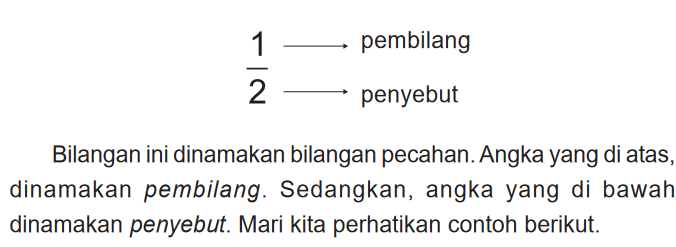 1 pembilang
2 penyebut
Bilangan ini dinamakan bilangan pecahan. Angka yang di atas,
dinamakan pembilang. Sedangkan, angka yang di bawah
dinamakan penyebut. Mari kita perhatikan contoh berikut.